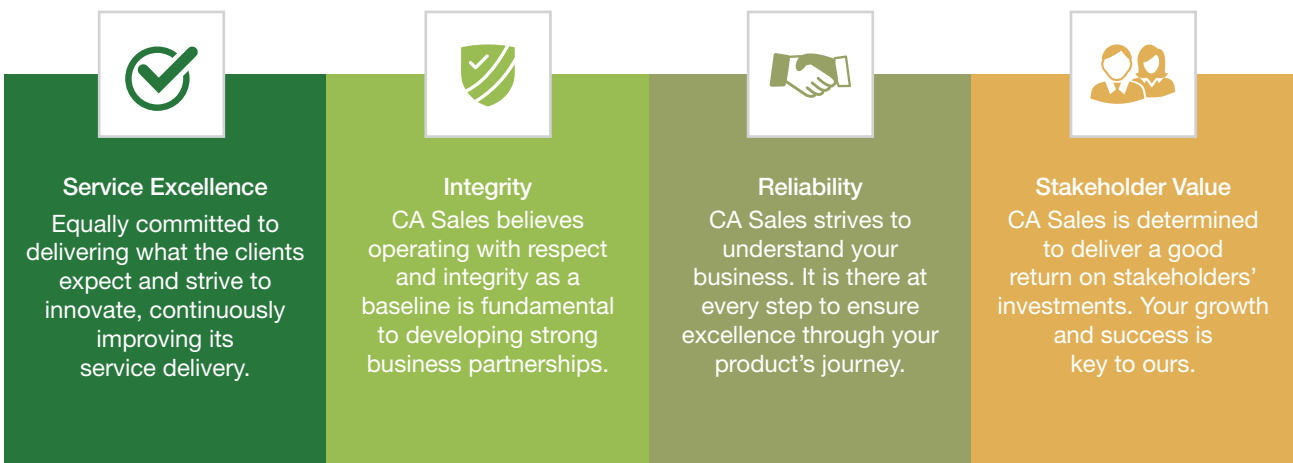 Service Excellence
Equally committed to
delivering what the clients
expect and strive to
innovate, continuously
improving its
service delivery.
Integrity
CA Sales believes
operating with respect
and integrity as a
baseline is fundamental
to developing strong
business partnerships.
Reliability
CA Sales strives to
understand your
business. It is there at
every step to ensure
excellence through your
product’s journey.
Stakeholder Value
CA Sales is determined
to deliver a good
return on stakeholders’
investments. Your growth
and success is
key to ours.